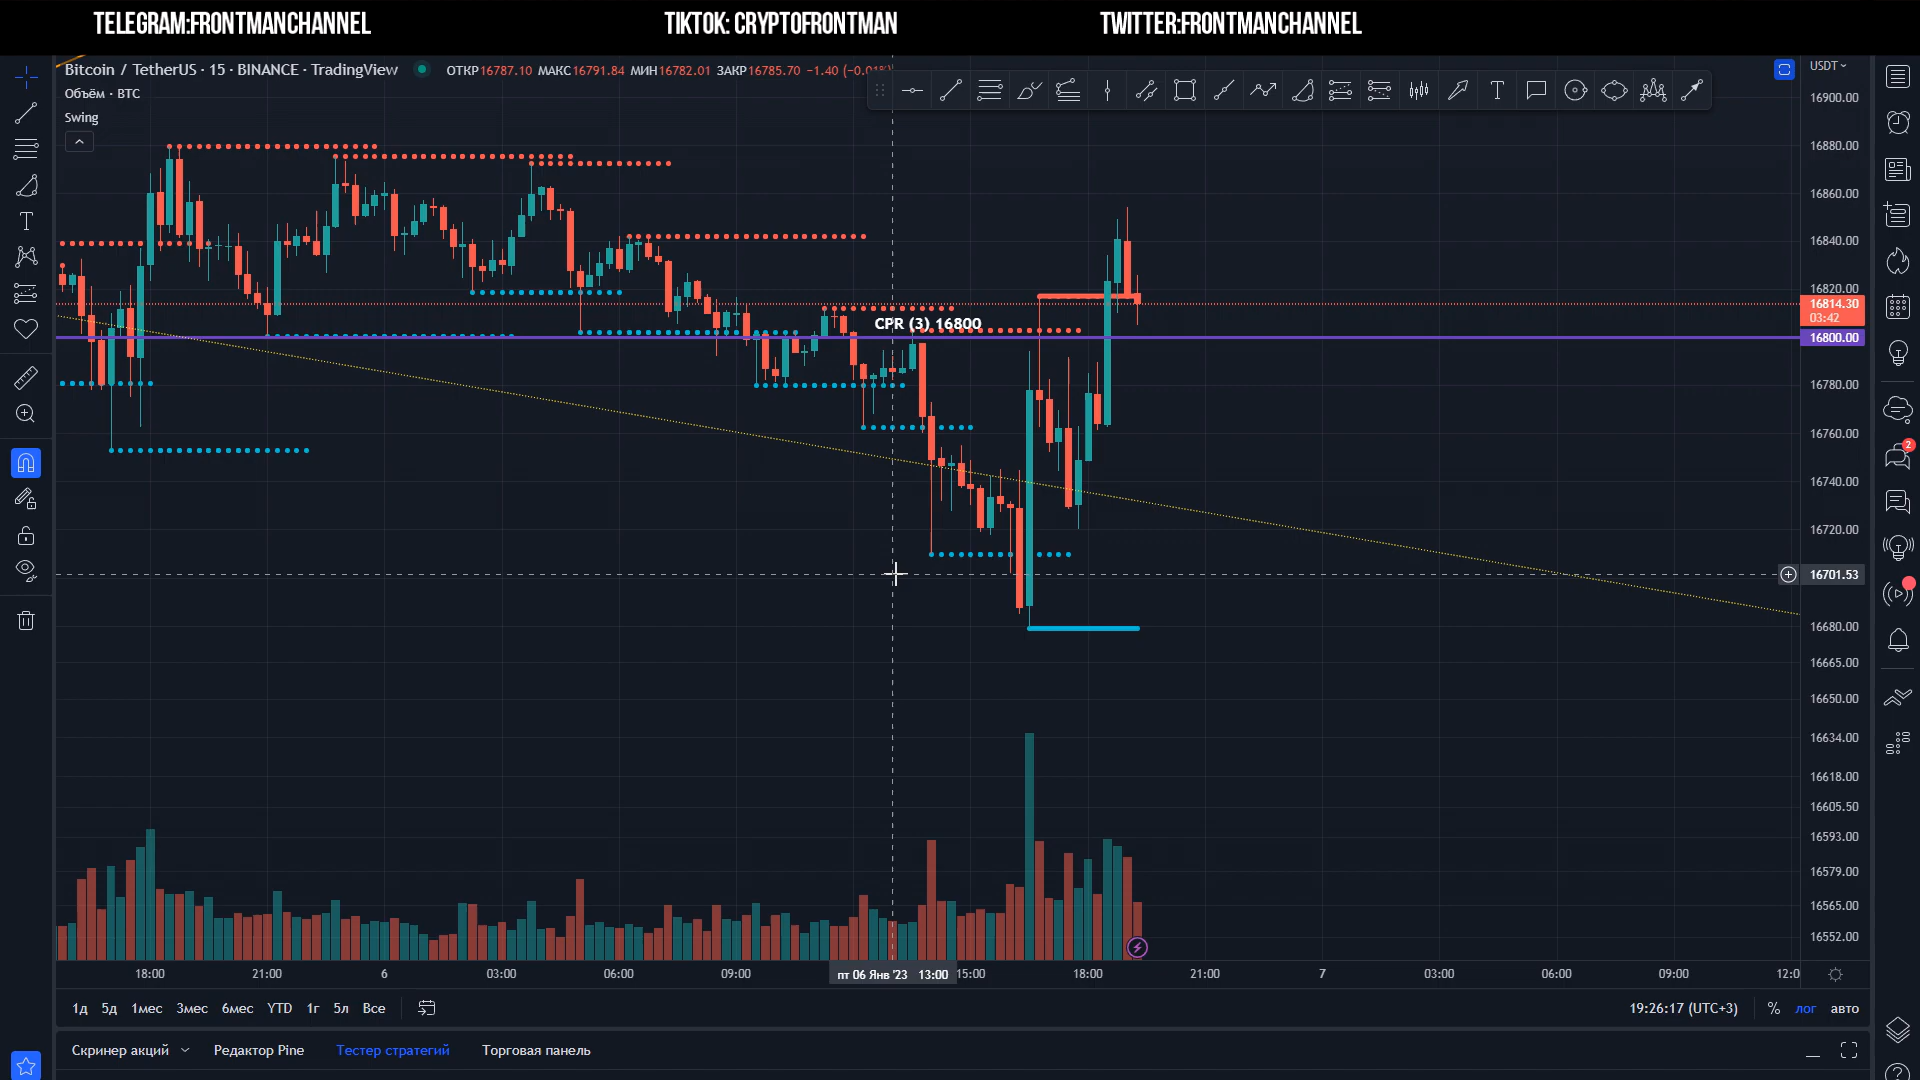 TELEGRAM:FRONTMANCHANNEL TIKTOK: CRYPTOFRONTMAN TWITTER:FRONTMANCHANNEL
Bitcoin / TetherUS · 15 · BINANCE · TradingView ОТКР16787.10 МАКС16791.84 МИН16782.01 ЗАКР16785.70 −1.40 (−0.01%)
USDT
Объём · BTC
16900.00
Swing
16880.00
16860.00
16840.00
16820.00
16814.30
03:42
CPR (3) 16800
16800.00
16780.00
16760.00
2
16740.00
16720.00
16701.53
16680.00
16665.00
16650.00
16634.00
16618.00
16605.50
16593.00
16579.00
16565.00
16552.00
18:00 21:00 6 03:00 06:00 09:00 пт 06 Янв '23 13:00 15:00 18:00 21:00 7 03:00 06:00 09:00 12:0
1д 5д 1мес 3мес 6мес YTD 1г 5л Все 19:26:17 (UTC+3) % лог авто
Скринер акций Редактор Pine Тестер стратегий Торговая панель